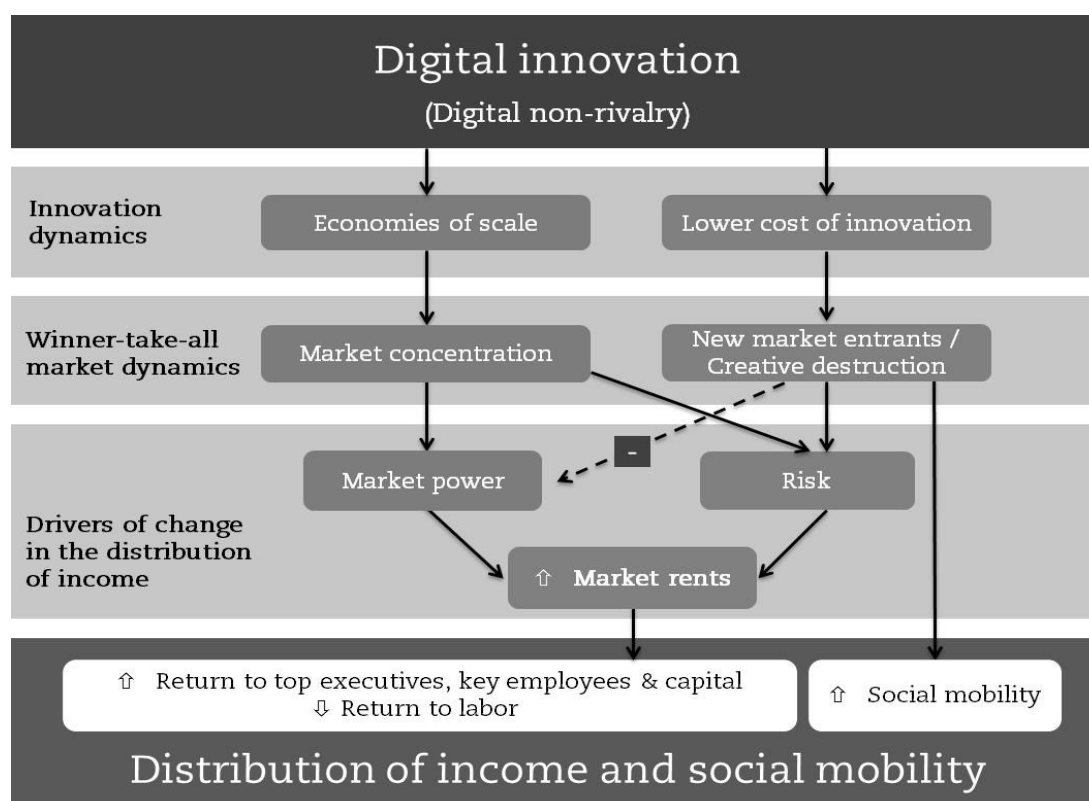 Digital innovation
(Digital non-rivalry)
Innovation
dynamics
Economies of scale
Lower cost of innovation
Winner-take-all
market dynamics
Market concentration
New market entrants /
Creative destruction
-
Market power
Risk
Drivers of change
in the distribution
of income
⇧ Market rents
⇧ Return to top executives, key employees & capital
⇩ Return to labor
⇧ Social mobility
Distribution of income and social mobility